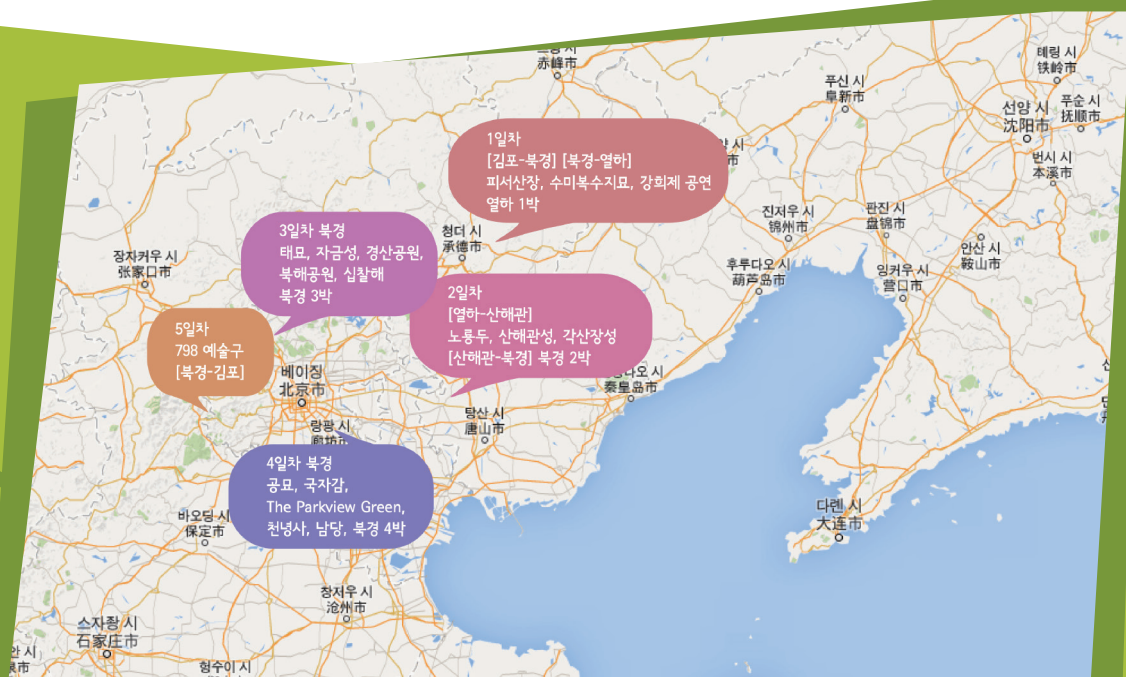 赤峰市
테링 시
铁岭市
푸신 시
阜新市
선양 시
沈阳市
푸순 시
抚顺市
번시 시
本溪市
1일차
[김포-북경] [북경-열하]
피서산장, 수미복수지묘, 강희제 공연
열하 1박
시
市
진저우 시
锦州市
판진 시
盘锦市
안산 시
鞍山市
청더 시
承德市
3일차 북경
태묘, 자금성, 경산공원,
북해공원, 십찰해
북경 3박
장자커우 시
张家口市
후루다오 시
葫芦岛市
잉커우 시
营口市
2일차
[열하-산해관]
노룡두, 산해관성, 각산장성
[산해관-북경] 북경 2박
5일차
798 예술구
[북경-김포]
베이징
北京市
오 시
秦皇岛市
탕산 시
唐山市
랑팡 시
廊坊市
4일차 북경
공묘, 국자감,
The Parkview Green,
천녕사, 남당, 북경 4박
바오딩 시
保定市
다롄 시
大连市
창저우 시
沧州市
스자좡 시
石家庄市
안 시
泉市
헝수이 시